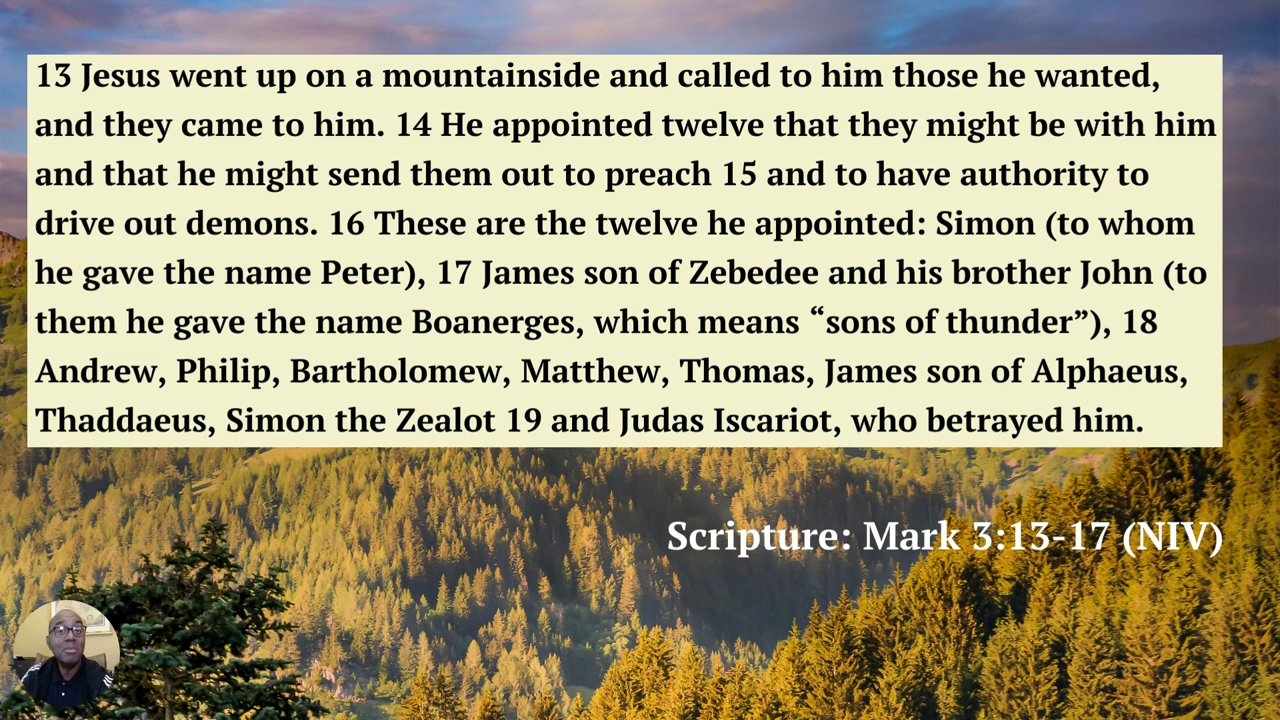 13 Jesus went up on a mountainside and called to him those he wanted,
and they came to him. 14 He appointed twelve that they might be with him
and that he might send them out to preach 15 and to have authority to
drive out demons. 16 These are the twelve he appointed: Simon (to whom
he gave the name Peter), 17 James son of Zebedee and his brother John (to
them he gave the name Boanerges, which means “sons of thunder”), 18
Andrew, Philip, Bartholomew, Matthew, Thomas, James son of Alphaeus,
Thaddaeus, Simon the Zealot 19 and Judas Iscariot, who betrayed him.
Scripture: Mark 3:13-17 (NIV)